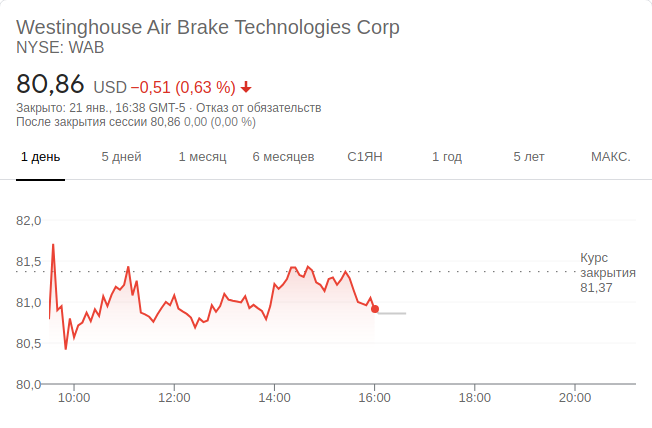 Westinghouse Air Brake Technologies Corp
NYSE: WAB
80,86 USD −0,51 (0,63 %)
Закрыто: 21 янв., 16:38 GMT-5 · Отказ от обязательств
После закрытия сессии 80,86 0,00 (0,00 %)
1 день 5 дней 1 месяц 6 месяцев С1ЯН 1 год 5 лет МАКС.
82,0
81,5
81,0
80,5
80,0
Курс
закрытия
81,37
10:00 12:00 14:00 16:00 18:00 20:00